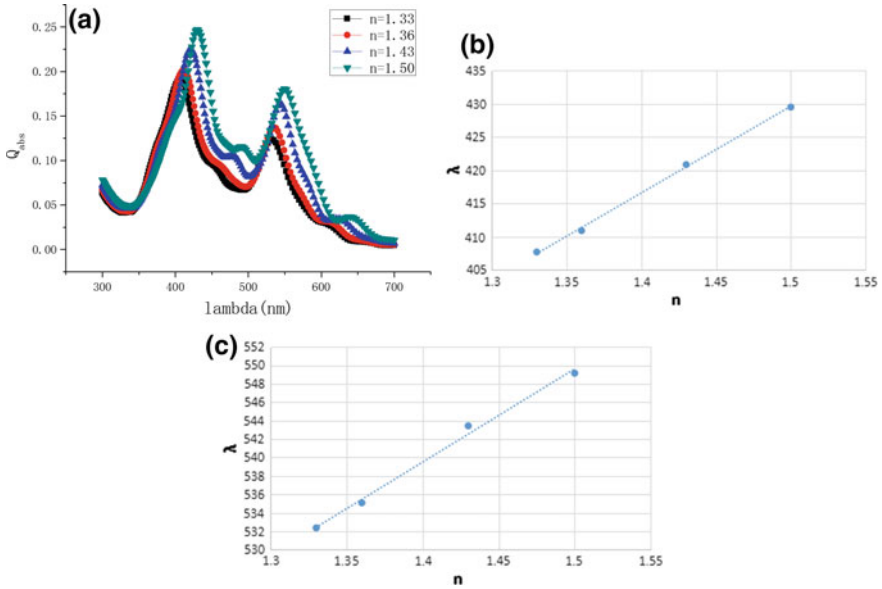 (a)
n=1.33
n=1.36
n=1.43
n=1.50
0.25
0.20
0.15
0.10
0.05
0.00
Qabs
300 400 500 600 700
lambda(nm)
(b)
435
430
425
420
415
410
405
λ
1.3 1.35 1.4 1.45 1.5 1.55
n
(c)
552
550
548
546
544
542
540
538
536
534
532
530
λ
1.3 1.35 1.4 1.45 1.5 1.55
n